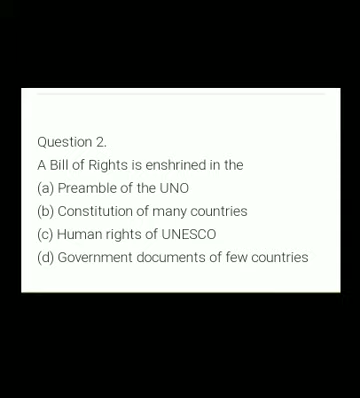 Question 2.
A Bill of Rights is enshrined in the
(a) Preamble of the UNO
(b) Constitution of many countries
(c) Human rights of UNESCO
(d) Government documents of few countries